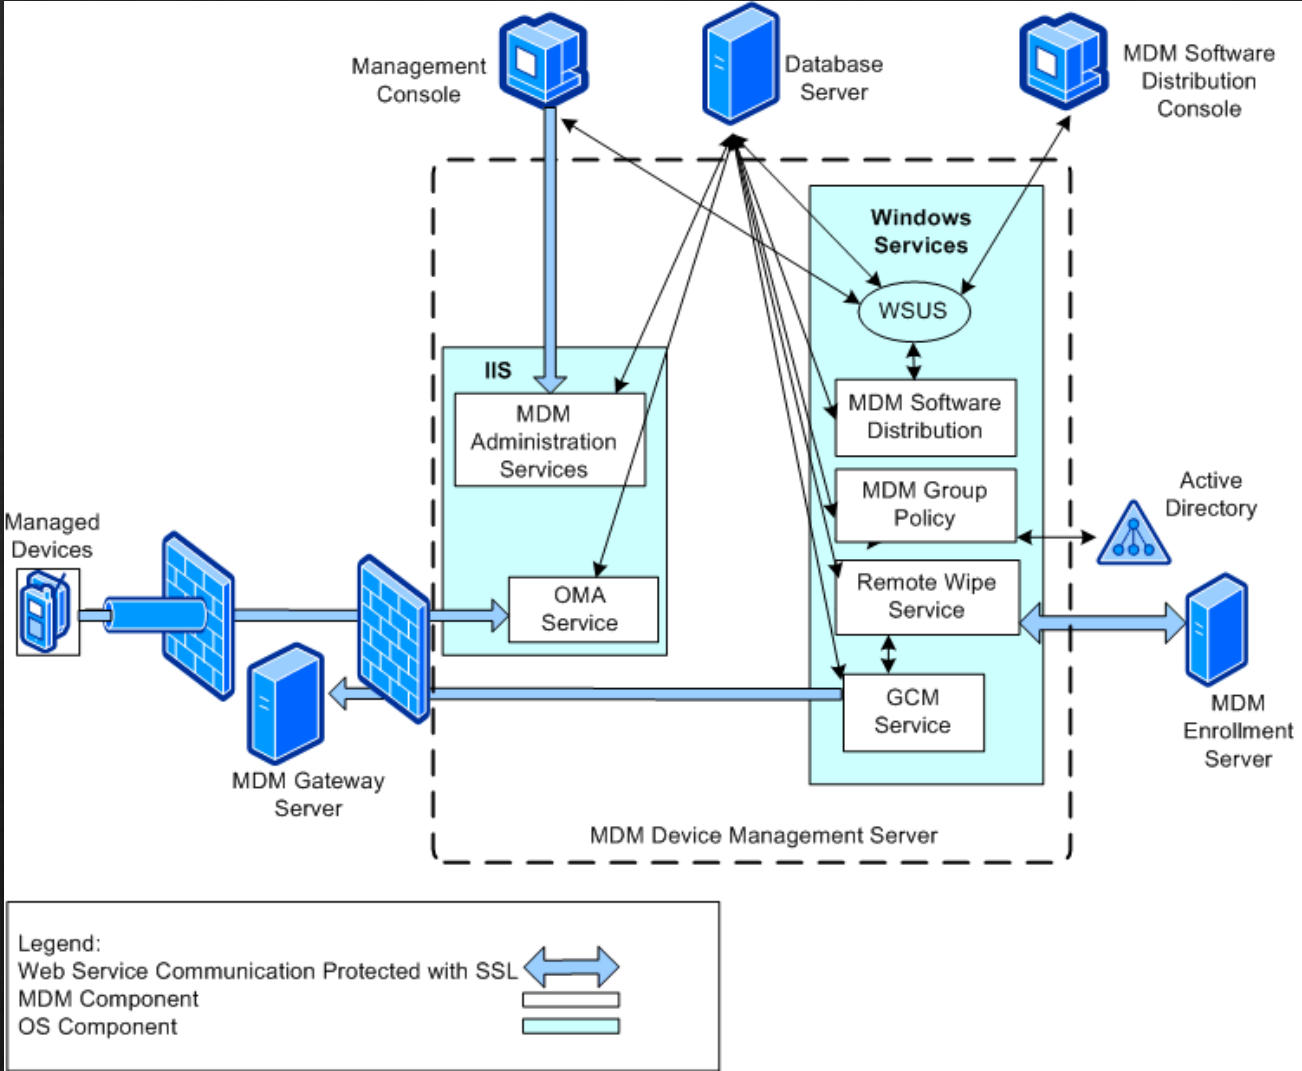 Management
Console
Database
Server
MDM Software
Distribution
Console
Windows
Services
WSUS
IIS
MDM
Administration
Services
MDM Software
Distribution
MDM Group
Policy
Active
Directory
Managed
Devices
OMA
Service
Remote Wipe
Service
GCM
Service
MDM
Enrollment
Server
MDM Gateway
Server
MDM Device Management Server
Legend:
Web Service Communication Protected with SSL
MDM Component
OS Component